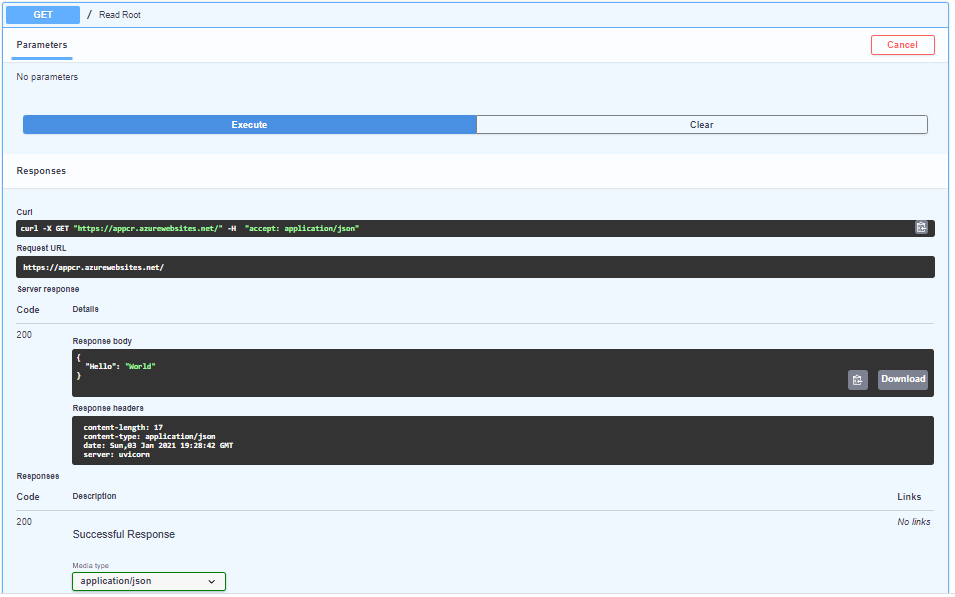 GET / Read Root
Parameters
Cancel
No parameters
Execute
Clear
Responses
Curl
curl -X GET "https://appcr.azurewebsites.net/" -H "accept: application/json"
Request URL
https://appcr.azurewebsites.net/
Server response
Code Details
200
Response body
{
"Hello": "World"
}
Download
Response headers
content-length: 17
content-type: application/json
date: Sun,03 Jan 2021 19:28:42 GMT
server: uvicorn
Responses
Code Description Links
200
No links
Successful Response
Media type
application/json